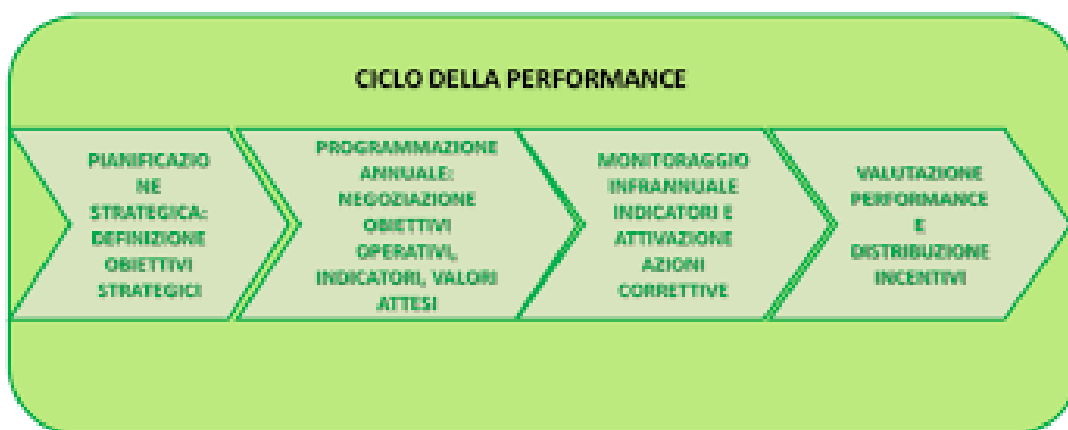 CICLO DELLA PERFORMANCE
PIANIFICAZIO
NE
STRATEGICA:
DEFINIZIONE
OBIETTIVI
STRATEGICI
PROGRAMMAZIONE
ANNUALE:
NEGOZIAZIONE
OBIETTIVI
OPERATIVI,
INDICATORI, VALORI
ATTESI
MONITORAGGIO
INFRANNUALE
INDICATORI E
ATTIVAZIONE
AZIONI
CORRETTIVE
VALUTAZIONE
PERFORMANCE
E
DISTRIBUZIONE
INCENTIVI